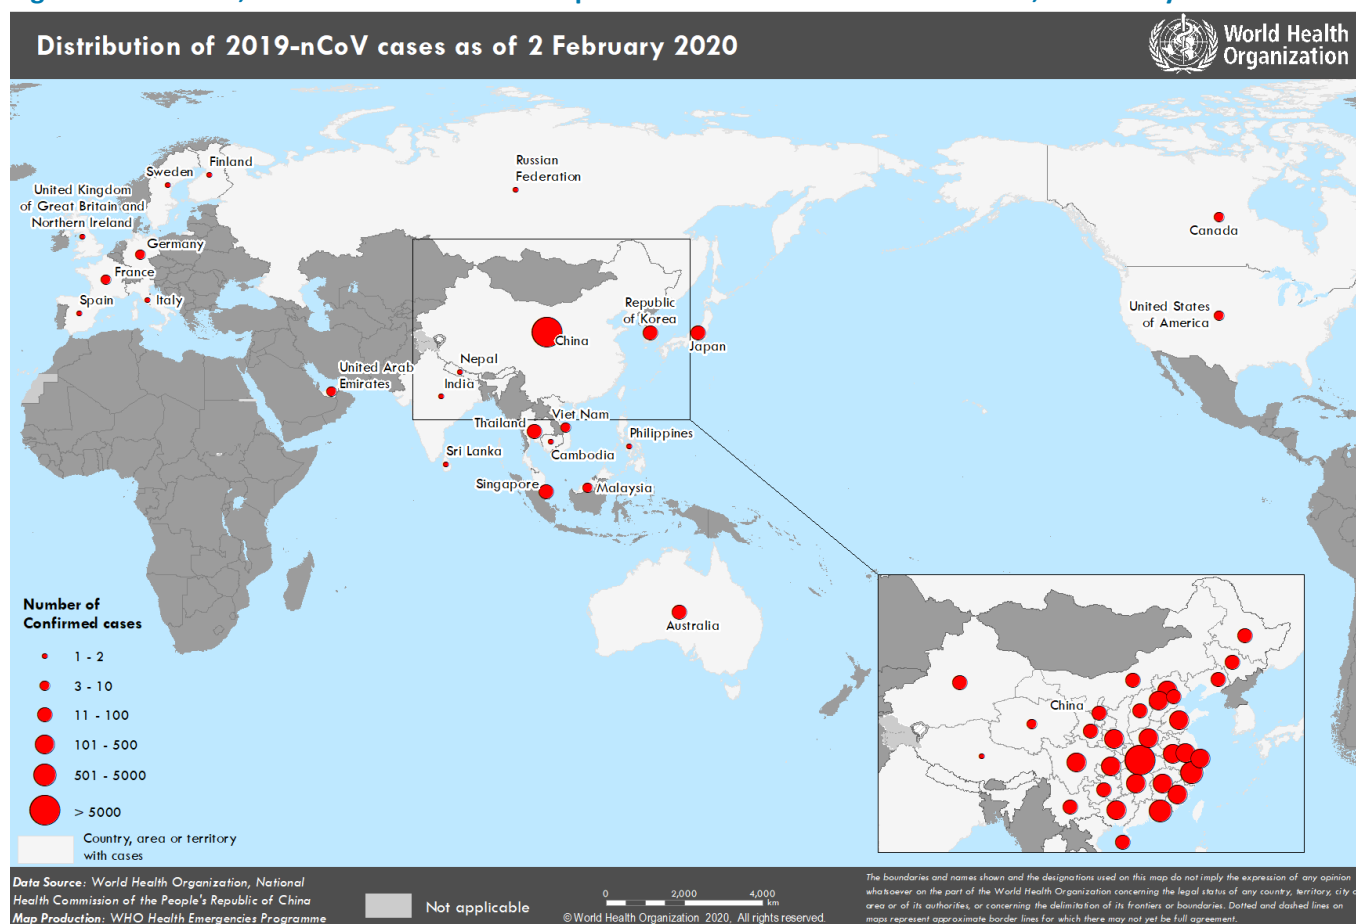 Distribution of 2019-nCoV cases as of 2 February 2020
World Health
Organization
Finland
Sweden
Russian
Federation
United Kingdom
of Great Britain and
Northern Ireland
Germany
France
Spain
Italy
Canada
United States
of America
Republic
of Korea
China
Japan
Nepal
India
United Arab
Emirates
Thailand
Viet Nam
Philippines
Cambodia
Sri Lanka
Singapore
Malaysia
Australia
China
Number of
Confirmed cases
1 - 2
3 - 10
11 - 100
101 - 500
501 - 5000
> 5000
Country, area or territory
with cases
Data Source: World Health Organization, National
Health Commission of the People's Republic of China
Map Production: WHO Health Emergencies Programme
Not applicable
0 2,000 4,000
km
© World Health Organization 2020, All rights reserved.
The boundaries and names shown and the designations used on this map do not imply the expression of any opinion
whatsoever on the part of the World Health Organization concerning the legal status of any country, territory, city o
area or of its authorities, or concerning the delimitation of its frontiers or boundaries. Dotted and dashed lines on
maps represent approximate border lines for which there may not yet be full agreement.